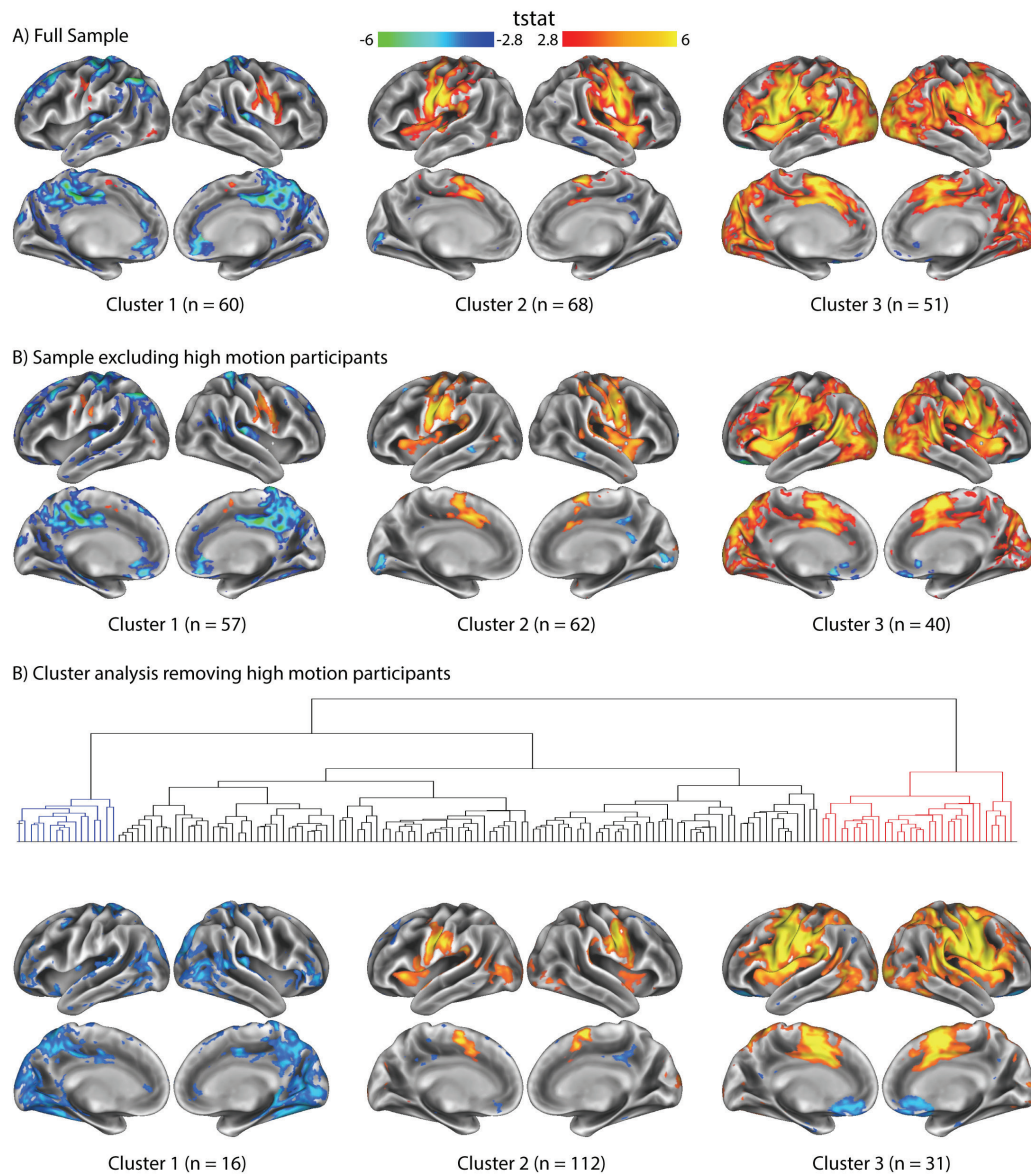 tstat
A) Full Sample
-6 -2.8 2.8 6
Cluster 1 (n = 60) Cluster 2 (n = 68) Cluster 3 (n = 51)
B) Sample excluding high motion participants
Cluster 1 (n = 57) Cluster 2 (n = 62) Cluster 3 (n = 40)
B) Cluster analysis removing high motion participants
Cluster 1 (n = 16) Cluster 2 (n = 112) Cluster 3 (n = 31)